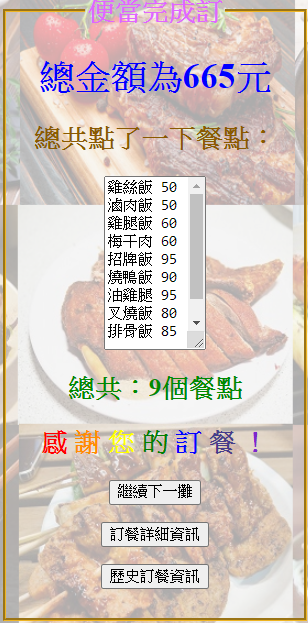 便當完成訂
總金額為665元
總共點了一下餐點：
雞絲飯 50
滷肉飯 50
雞腿飯 60
梅干肉 60
招牌飯 95
燒鴨飯 90
油雞腿 95
叉燒飯 80
排骨飯 85
總共：9個餐點
感謝您的訂餐！
繼續下一攤
訂餐詳細資訊
歷史訂餐資訊